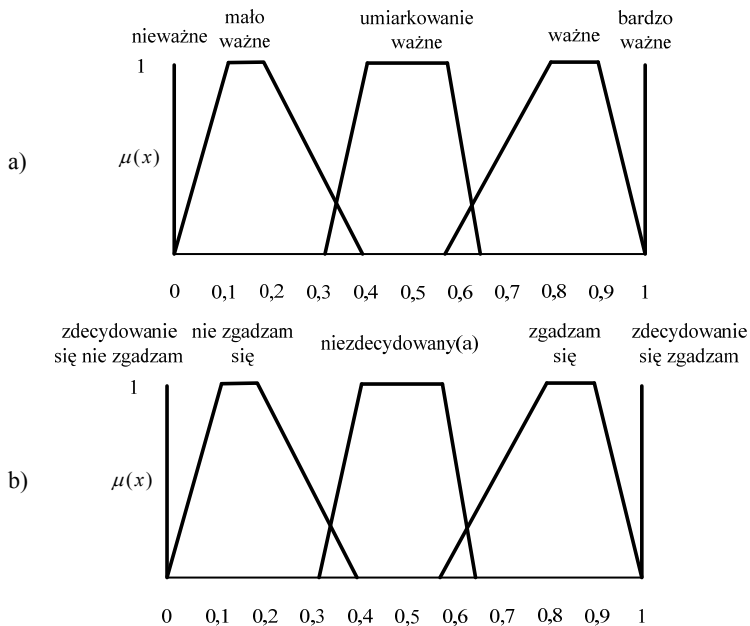 nieważne
mało
ważne
umiarkowanie
ważne
ważne
bardzo
ważne
1
μ(x)
a)
0 0,1 0,2 0,3 0,4 0,5 0,6 0,7 0,8 0,9 1
zdecydowanie
się nie zgadzam
nie zgadzam
się
niezdecydowany(a)
zgadzam
się
zdecydowanie
się zgadzam
1
μ(x)
b)
0 0,1 0,2 0,3 0,4 0,5 0,6 0,7 0,8 0,9 1